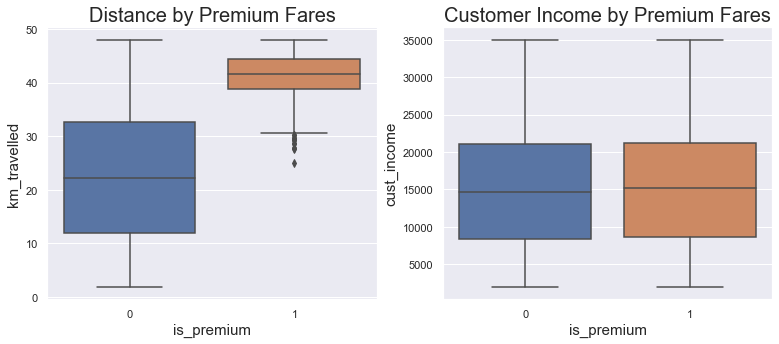 Distance by Premium Fares
km_travelled
50
40
30
20
10
0
0
1
is_premium
Customer Income by Premium Fares
cust_income
35000
30000
25000
20000
15000
10000
5000
0
1
is_premium